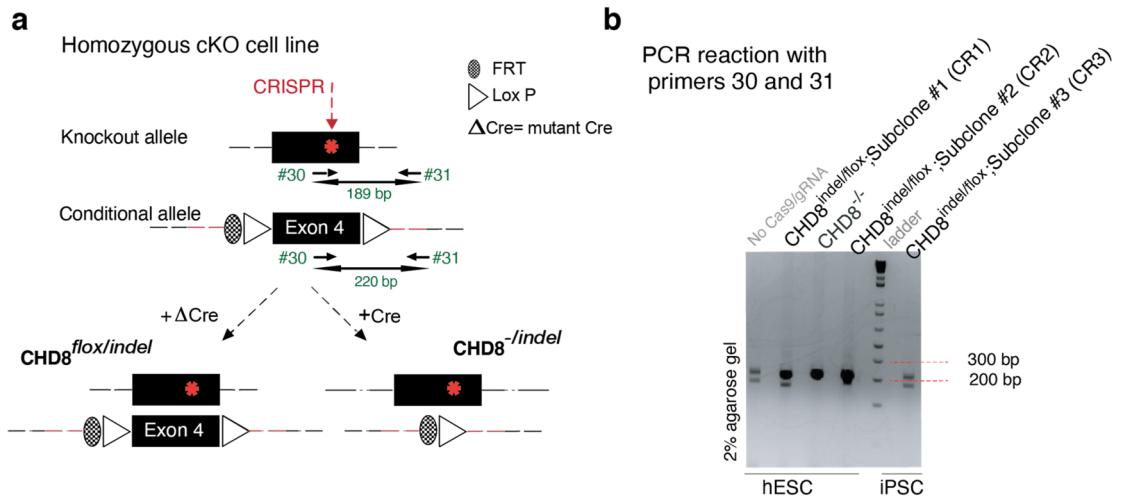 a
Homozygous cKO cell line
CRISPR
FRT
Lox P
ΔCre= mutant Cre
Knockout allele
#30
#31
189 bp
Conditional allele
Exon 4
#30
#31
220 bp
+ ΔCre
+Cre
CHD8flox/indel
CHD8-/indel
Exon 4
b
PCR reaction with
primers 30 and 31
No Cas9/gRNA
CHD8indel/flox;Subclone #1 (CR1)
CHD8-/-
CHD8indel/flox ;Subclone #2 (CR2)
ladder
CHD8indel/flox;Subclone #3 (CR3)
300 bp
200 bp
2% agarose gel
hESC
iPSC